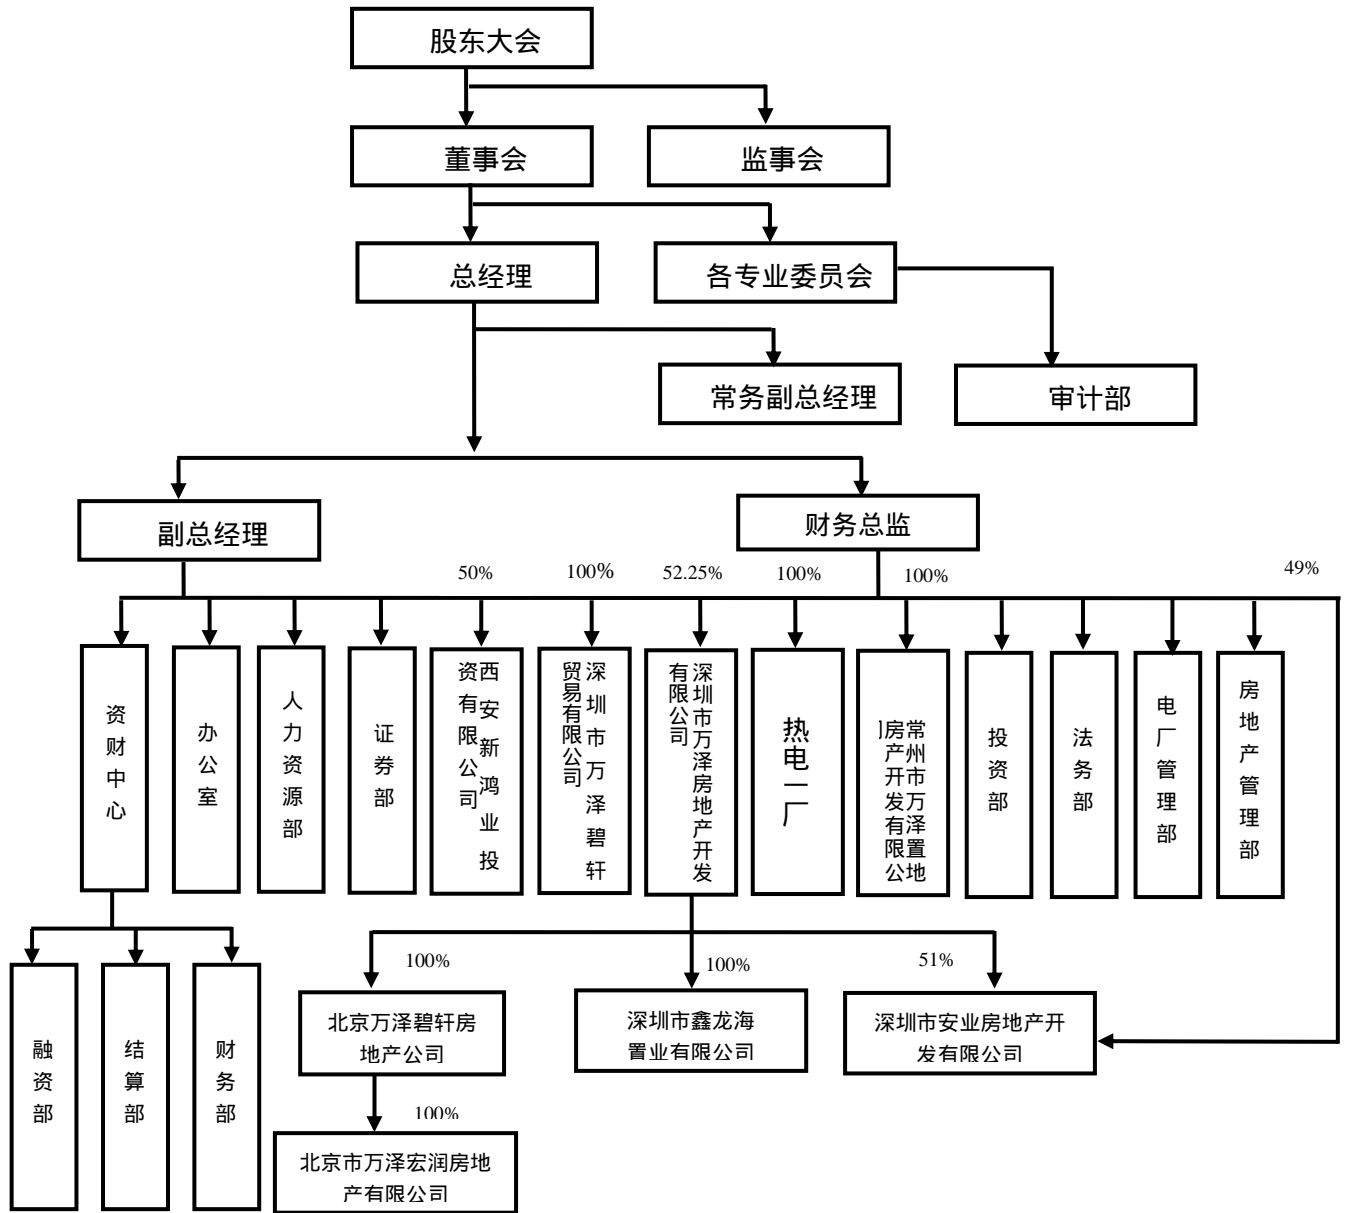 股东大会
董事会
监事会
总经理
各专业委员会
常务副总经理
审计部
副总经理
财务总监
50%
100%
52.25%
100%
100%
49%
资财中心
办公室
人力资源部
证券部
西安新鸿业投
资有限公司
深圳市万泽碧轩
贸易有限公司
深圳市万泽房地产开发
有限公司
热电一厂
常州市万泽置地
房产开发有限公
投资部
法务部
电厂管理部
房地产管理部
100%
100%
51%
融资部
结算部
财务部
北京万泽碧轩房
地产公司
深圳市鑫龙海
置业有限公司
深圳市安业房地产开
发有限公司
100%
北京市万泽宏润房地
产有限公司